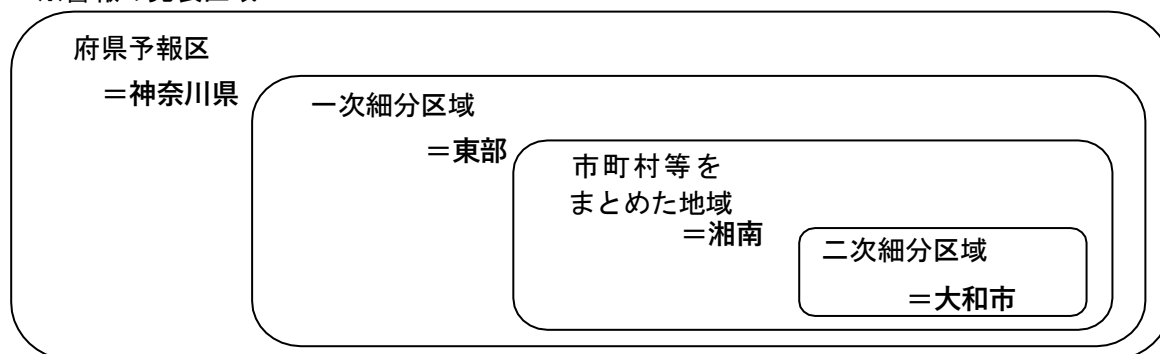 府県予報区
＝神奈川県
一次細分区域
＝東部
市町村等を
まとめた地域
＝湘南
二次細分区域
＝大和市